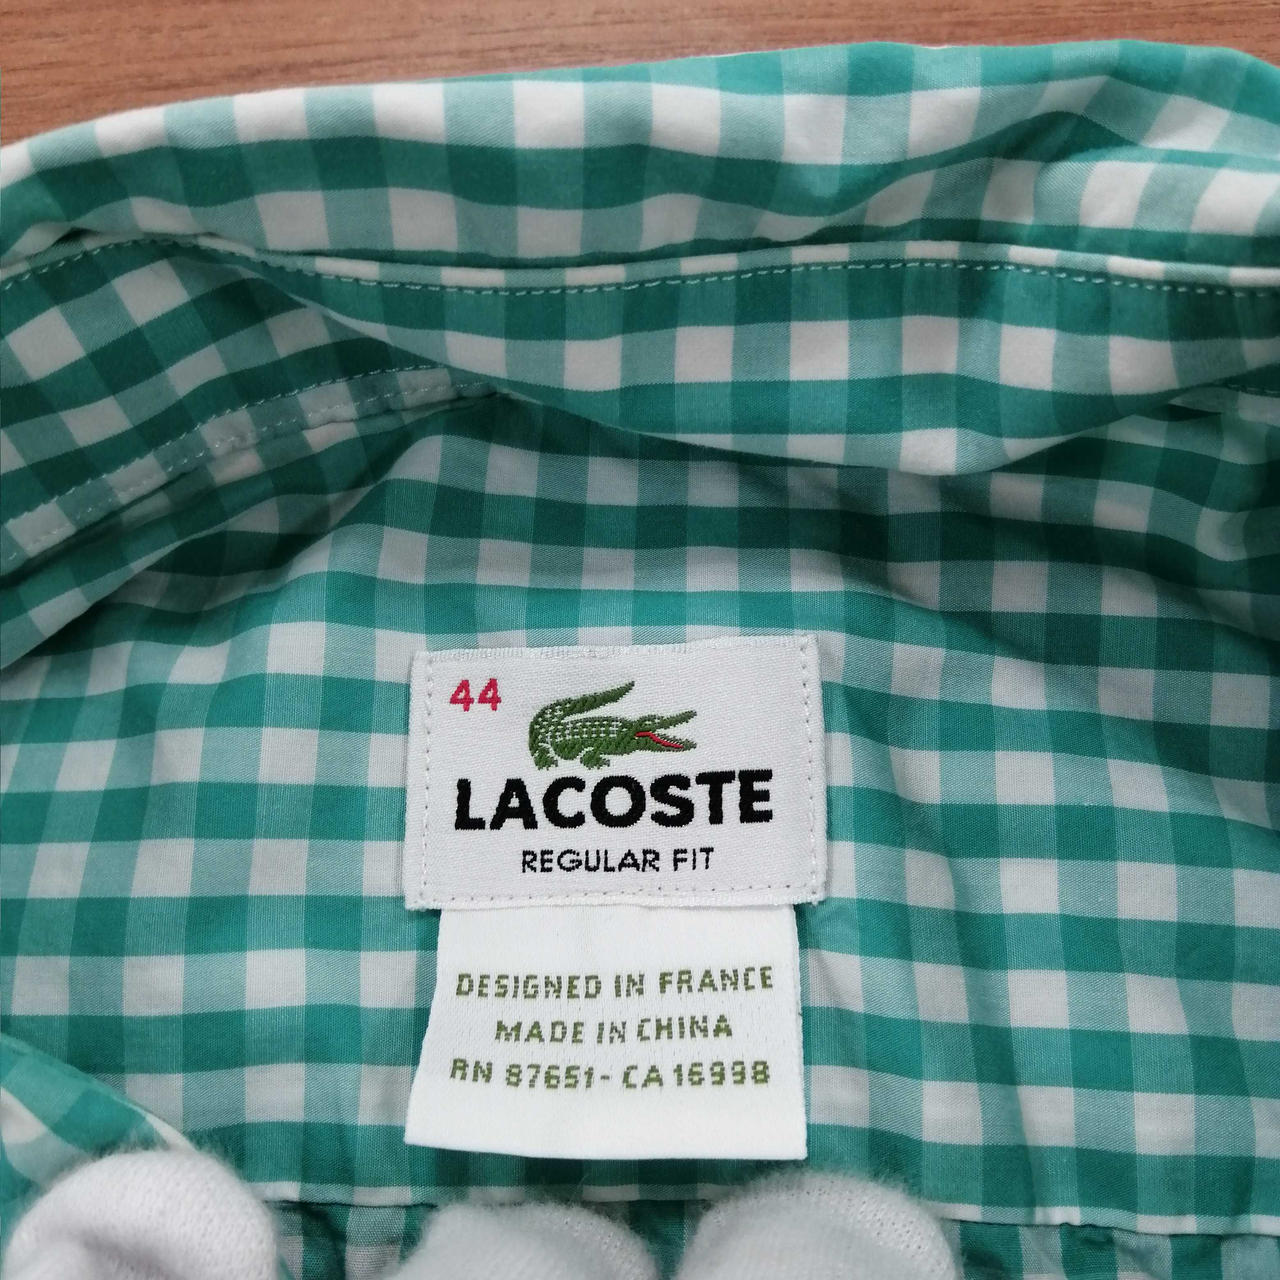 44
LACOSTE
REGULAR FIT
DESIGNED IN FRANCE
MADE IN CHINA
RN 87651- CA 16998